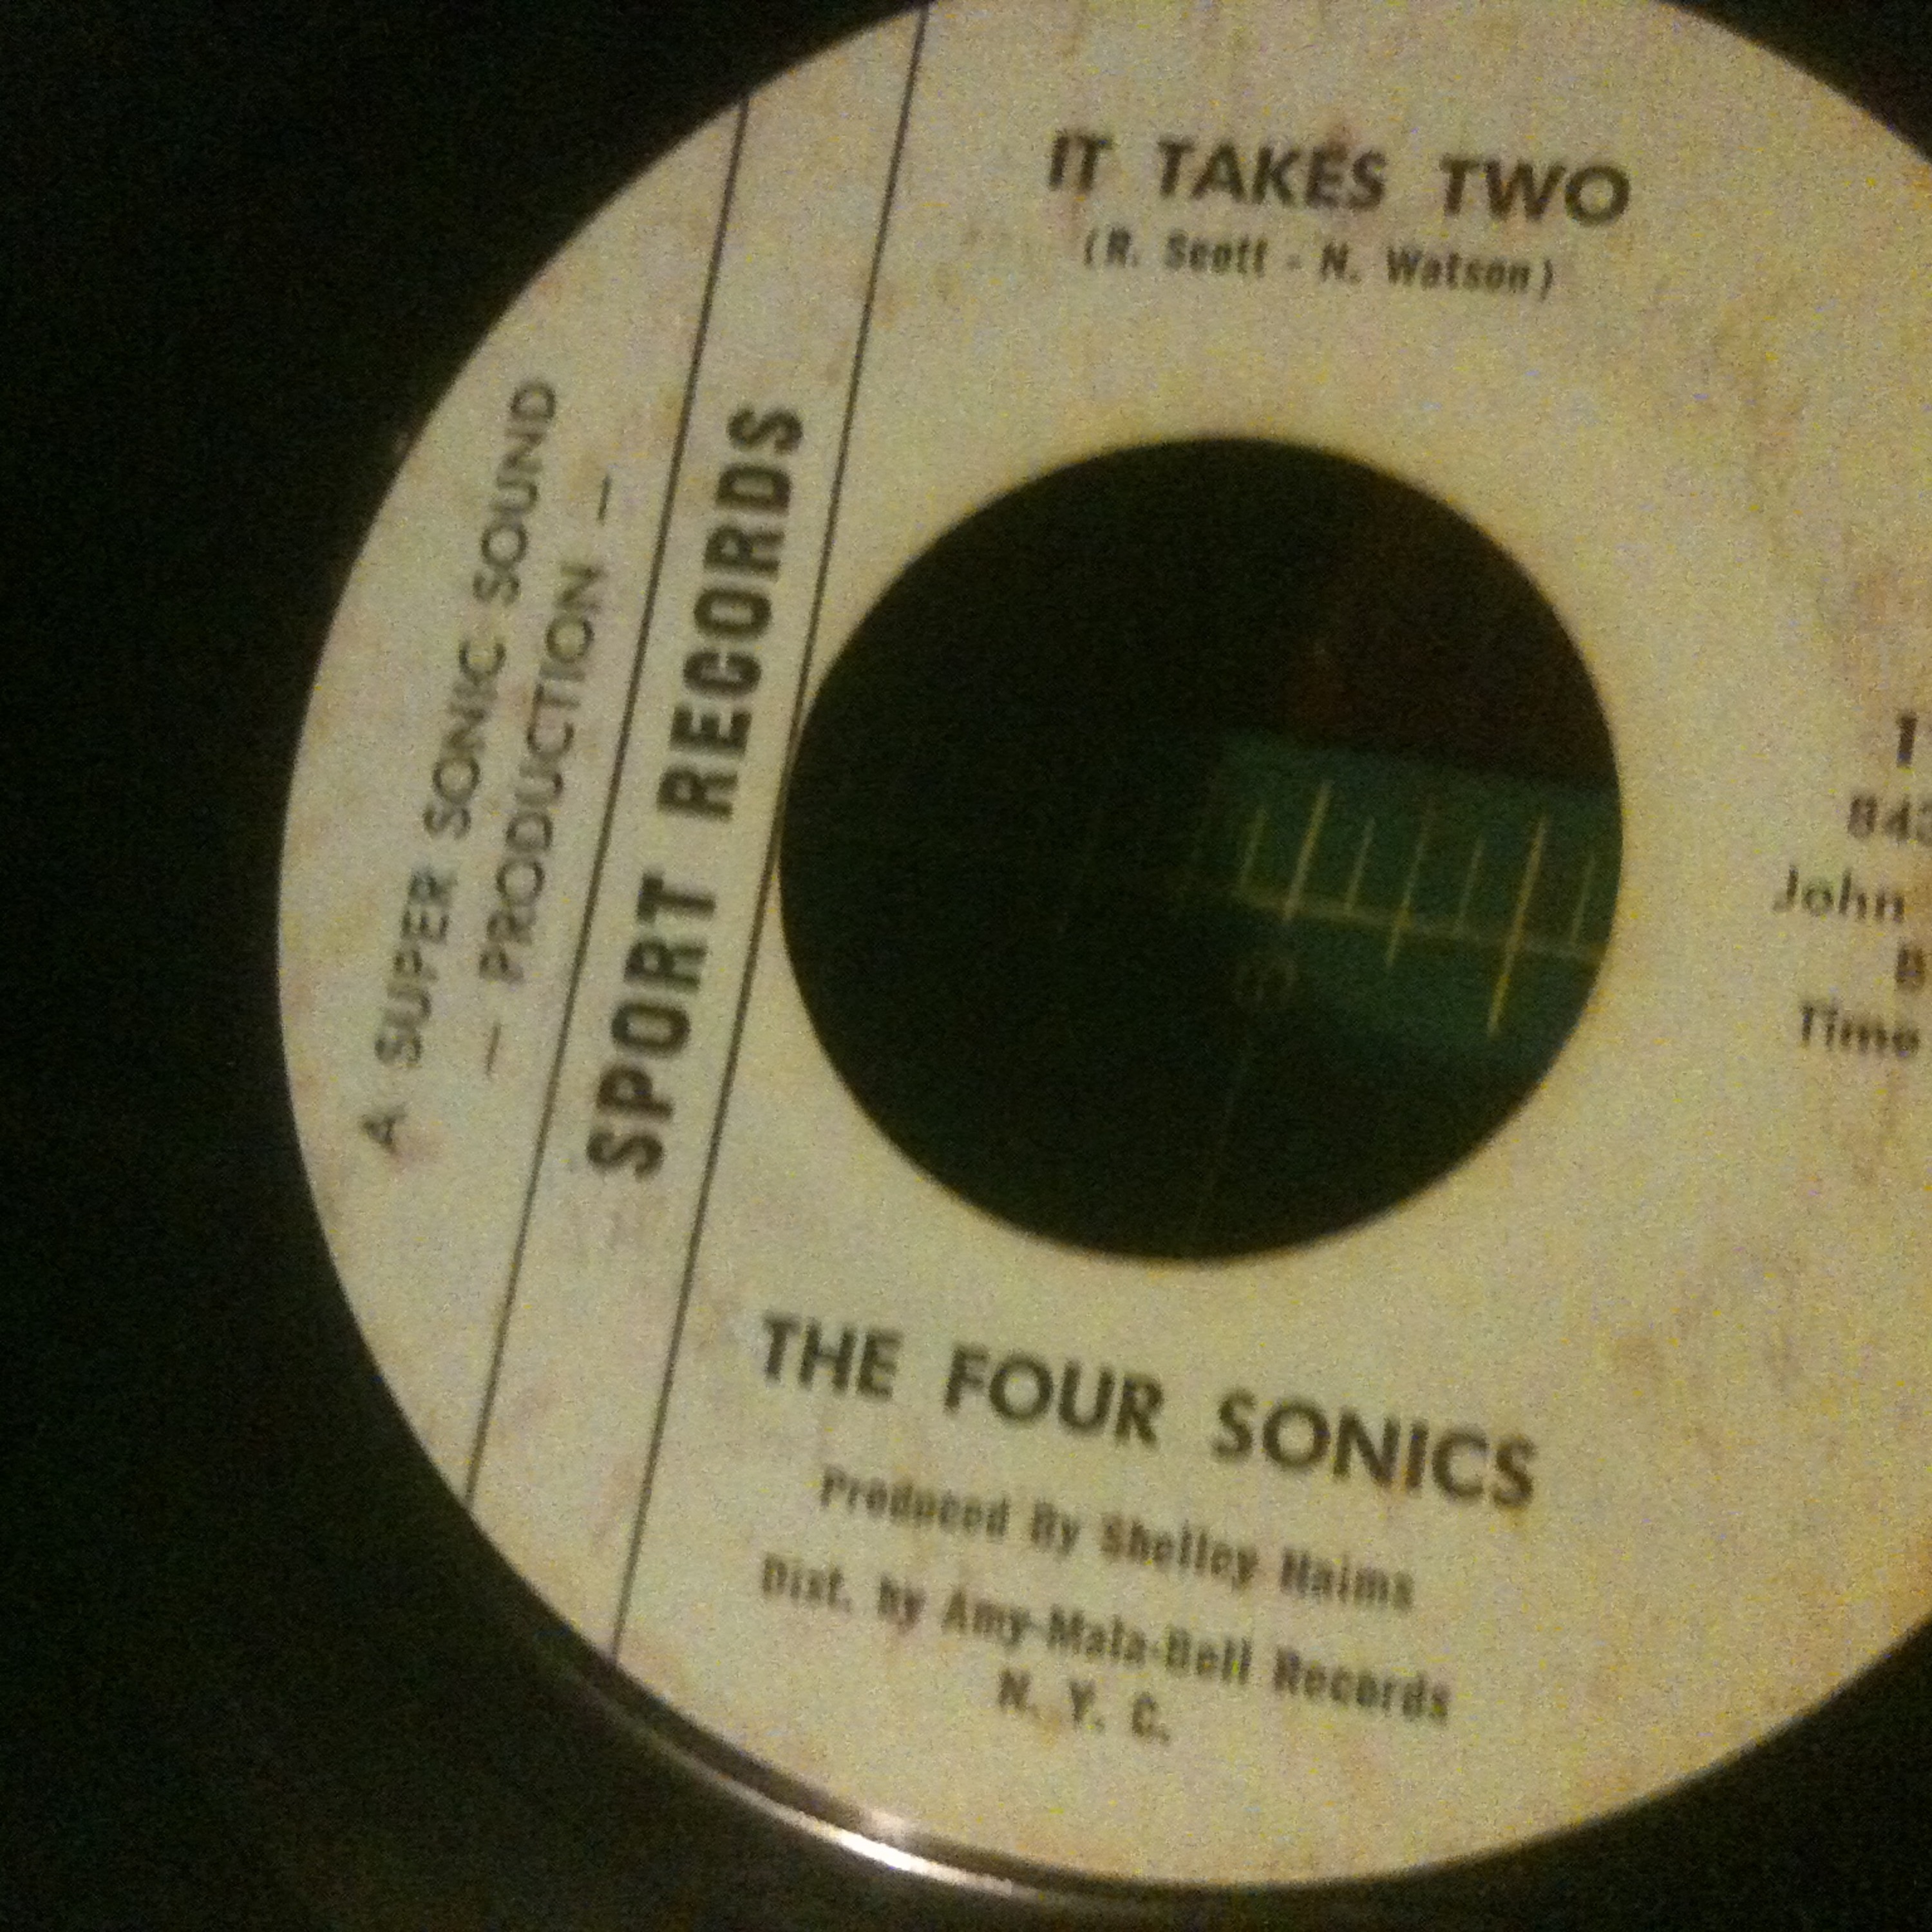 IT TAKES TWO
(R. Scott - N. Watson)
A SUPER SONIC SOUND
- PRODUCTION -
SPORT RECORDS
John
Time
THE FOUR SONICS
Produced By Shelley Haims
Dist. by Amy-Mala-Bell Records
N. Y. C.